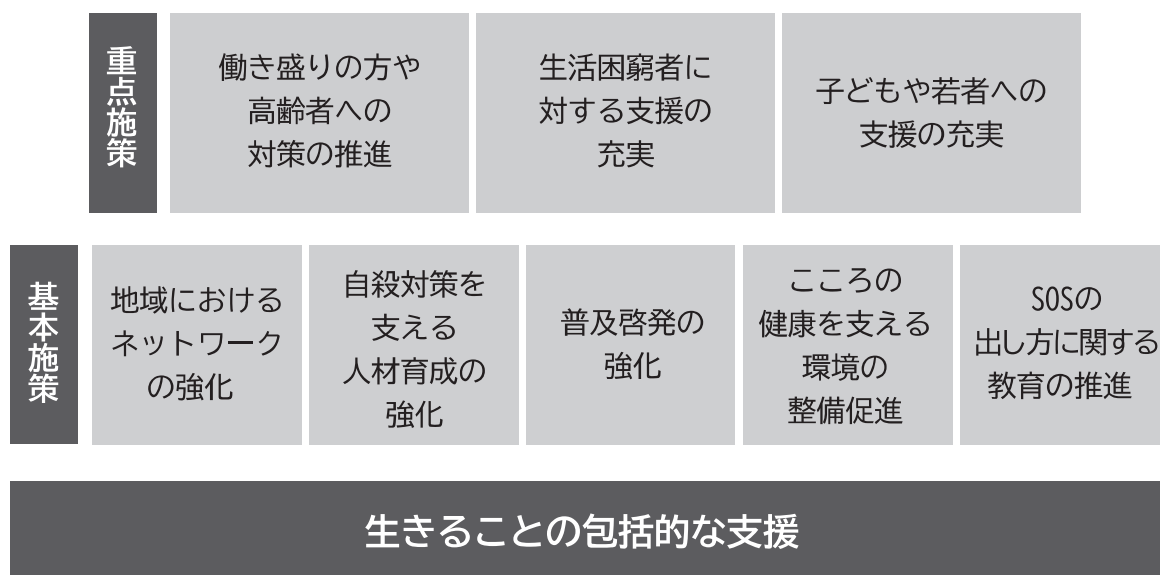 重点施策
働き盛りの方や
高齢者への
対策の推進
生活困窮者に
対する支援の
充実
子どもや若者への
支援の充実
基本施策
地域における
ネットワーク
の強化
自殺対策を
支える
人材育成の
強化
普及啓発の
強化
こころの
健康を支える
環境の
整備促進
SOSの
出し方に関する
教育の推進
生きることの包括的な支援